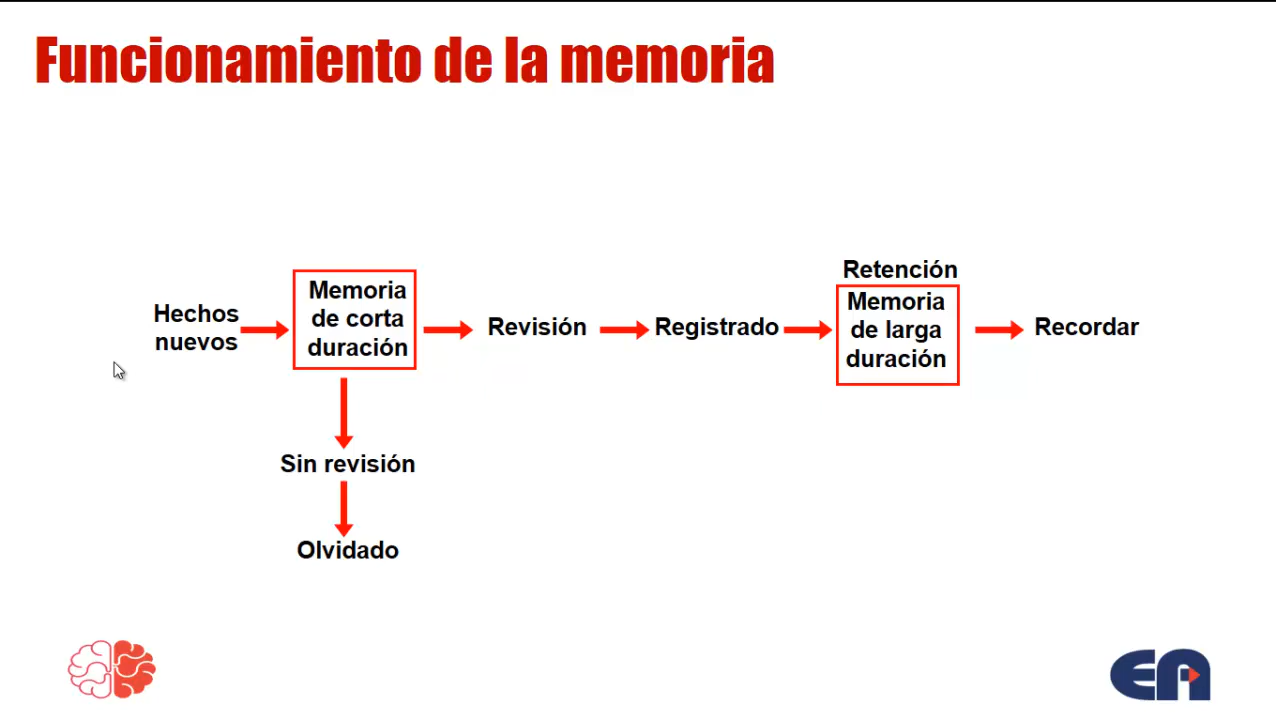 Funcionamiento de la memoria
Hechos
nuevos
Memoria
de corta
duración
Revisión
Registrado
Retención
Memoria
de larga
duración
Recordar
Sin revisión
Olvidado
EA